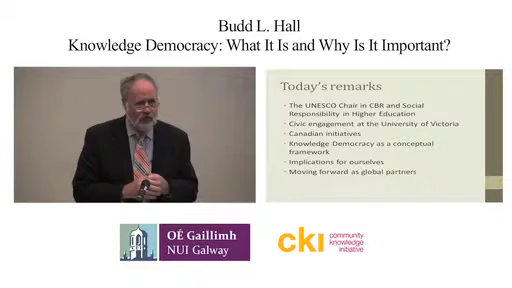 Budd L. Hall
Knowledge Democracy: What It Is and Why Is It Important?
Today's remarks
The UNESCO Chair in CBR and Social
Responsibility in Higher Education
Civic engagement at the University of Victoria
Canadian initiatives
Knowledge Democracy as a conceptual
framework
Implications for ourselves
Moving forward as global partners
OÉ Gaillimh
NUI Galway
cki
community
knowledge
initiative